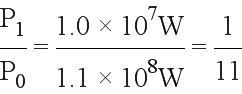 P₁/P₀ = 1.0 × 10⁷W / 1.1 × 10⁸W = 1/11